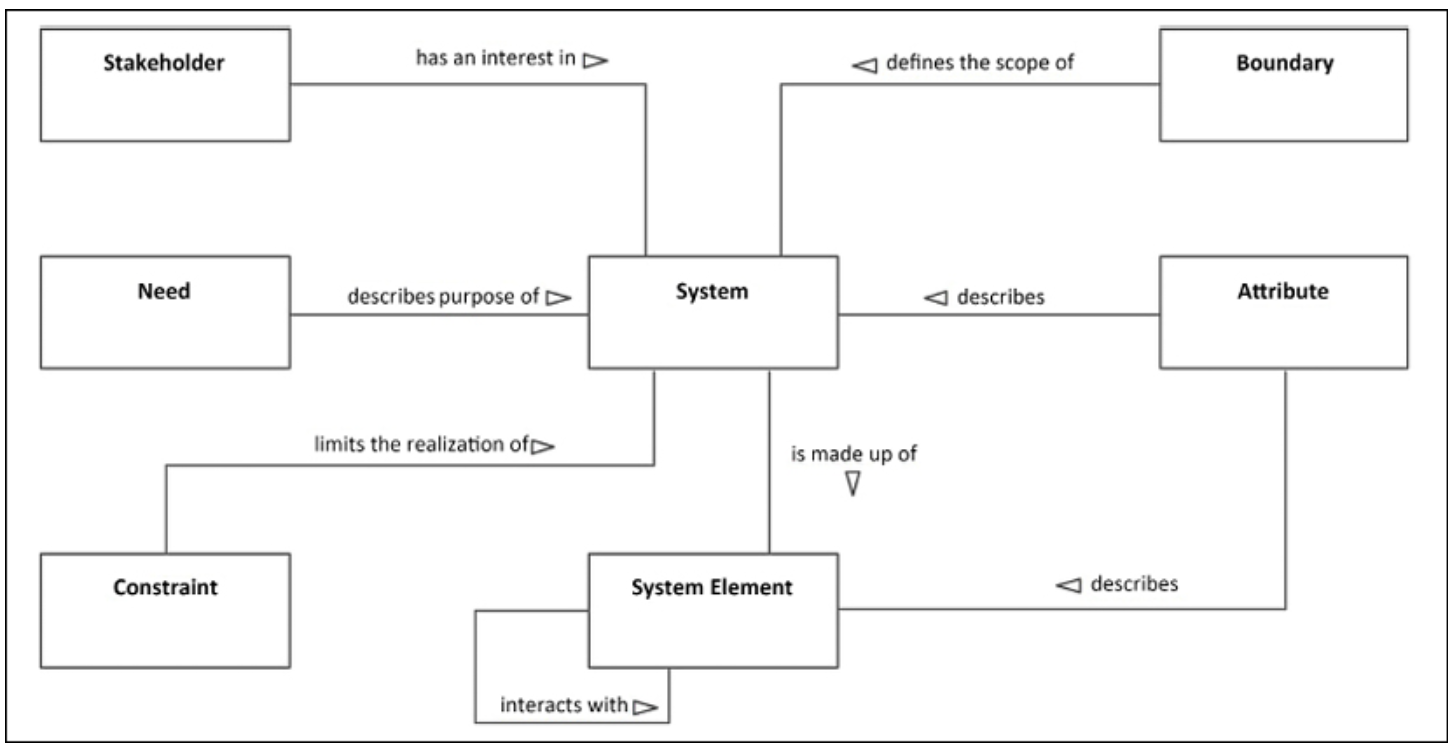 Stakeholder
has an interest in
defines the scope of
Boundary
Need
describes purpose of
System
describes
Attribute
limits the realization of
is made up of
Constraint
System Element
describes
interacts with